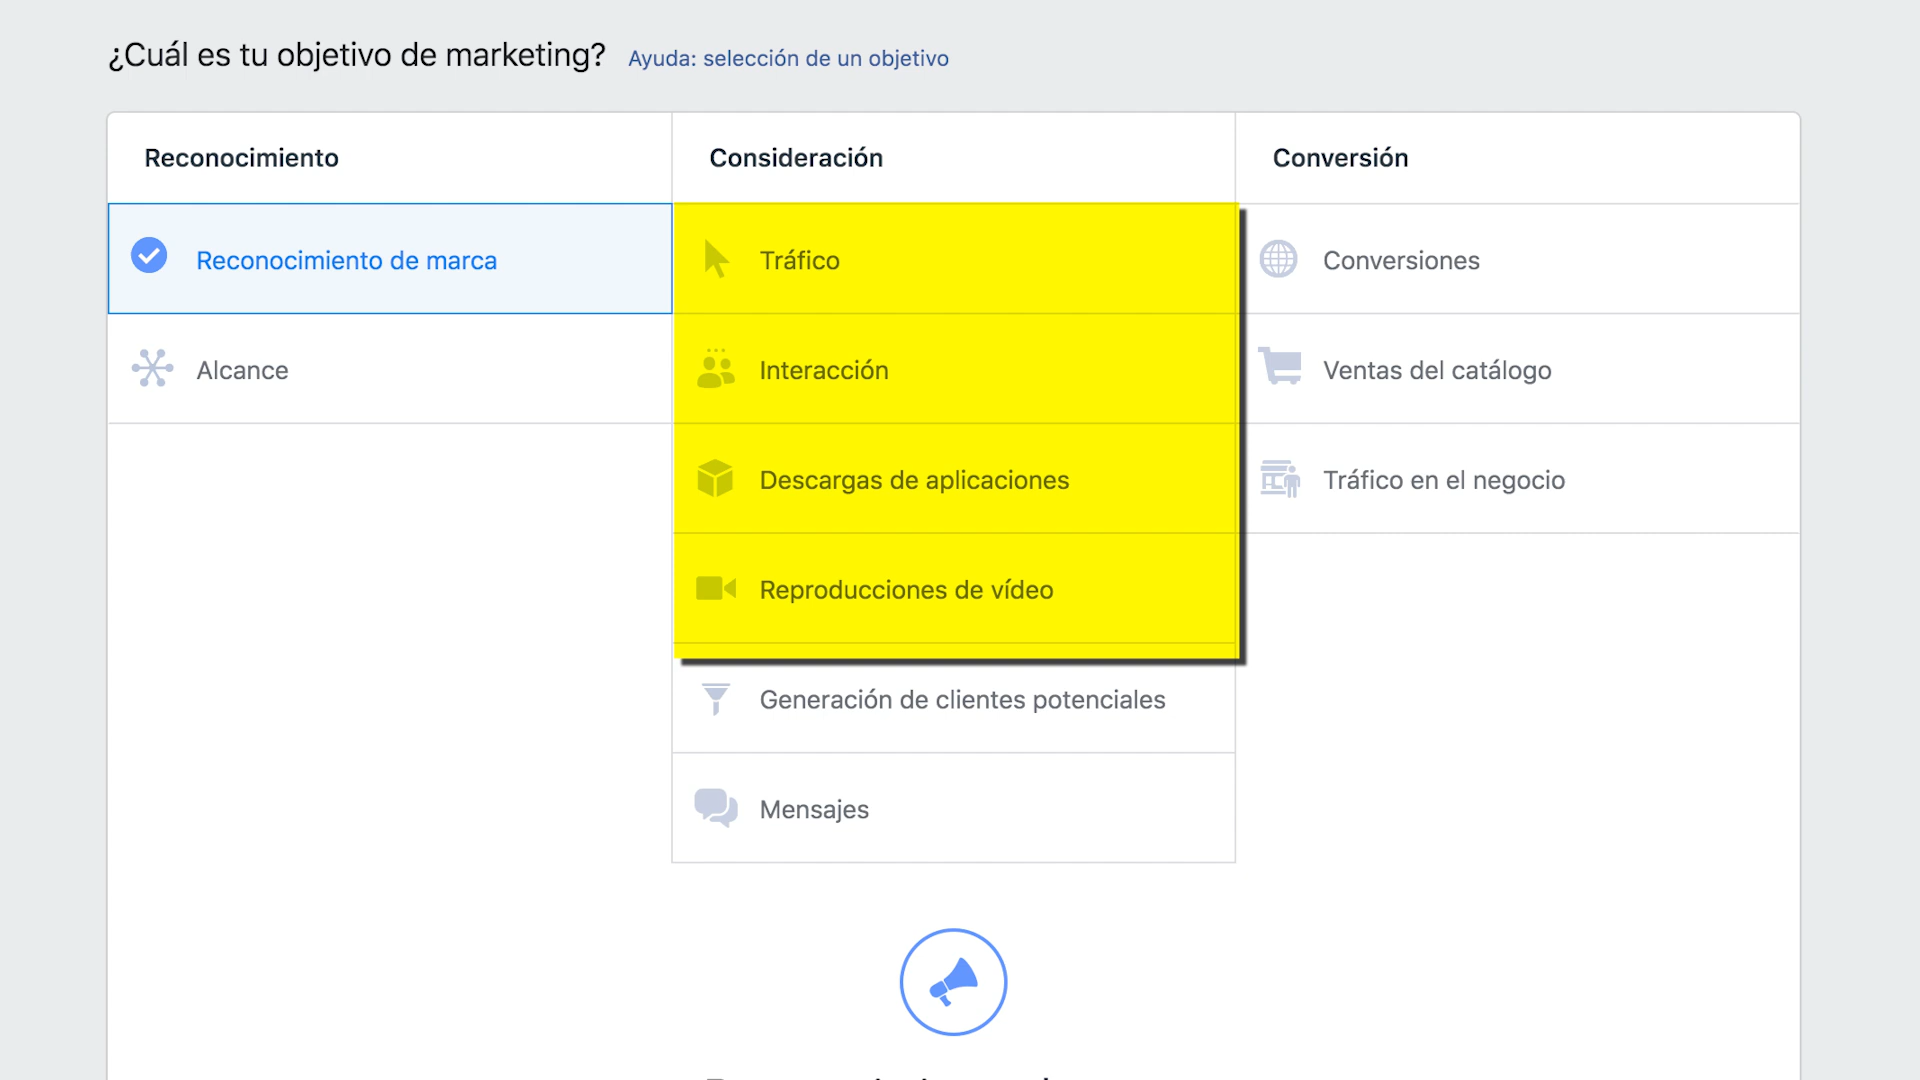 ¿Cuál es tu objetivo de marketing? Ayuda: selección de un objetivo
Reconocimiento
Reconocimiento de marca
Alcance
Consideración
Tráfico
Interacción
Descargas de aplicaciones
Reproducciones de vídeo
Generación de clientes potenciales
Mensajes
Conversión
Conversiones
Ventas del catálogo
Tráfico en el negocio